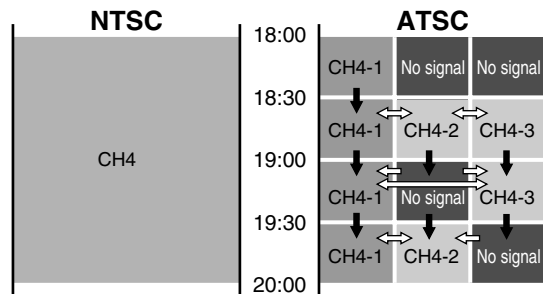 NTSC
ATSC
18:00
CH4-1 No signal No signal
18:30
CH4-1 CH4-2 CH4-3
CH4
19:00
CH4-1 No signal CH4-3
19:30
CH4-1 CH4-2 No signal
20:00